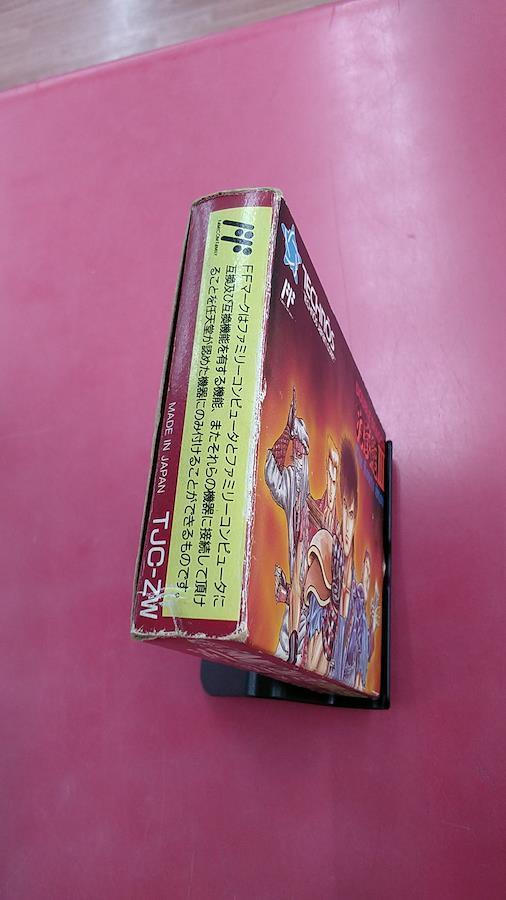 FF
FAMICOM FAMILY
FFマークはファミリーコンピュータとファミリーコンピュータに
互換及び互換機能を有する機能、またそれらの機器に接続して頂け
ることを任天堂が認めた機器にのみ付けることができるものです。
MADE IN JAPAN
TJC-ZW
TECHNOS